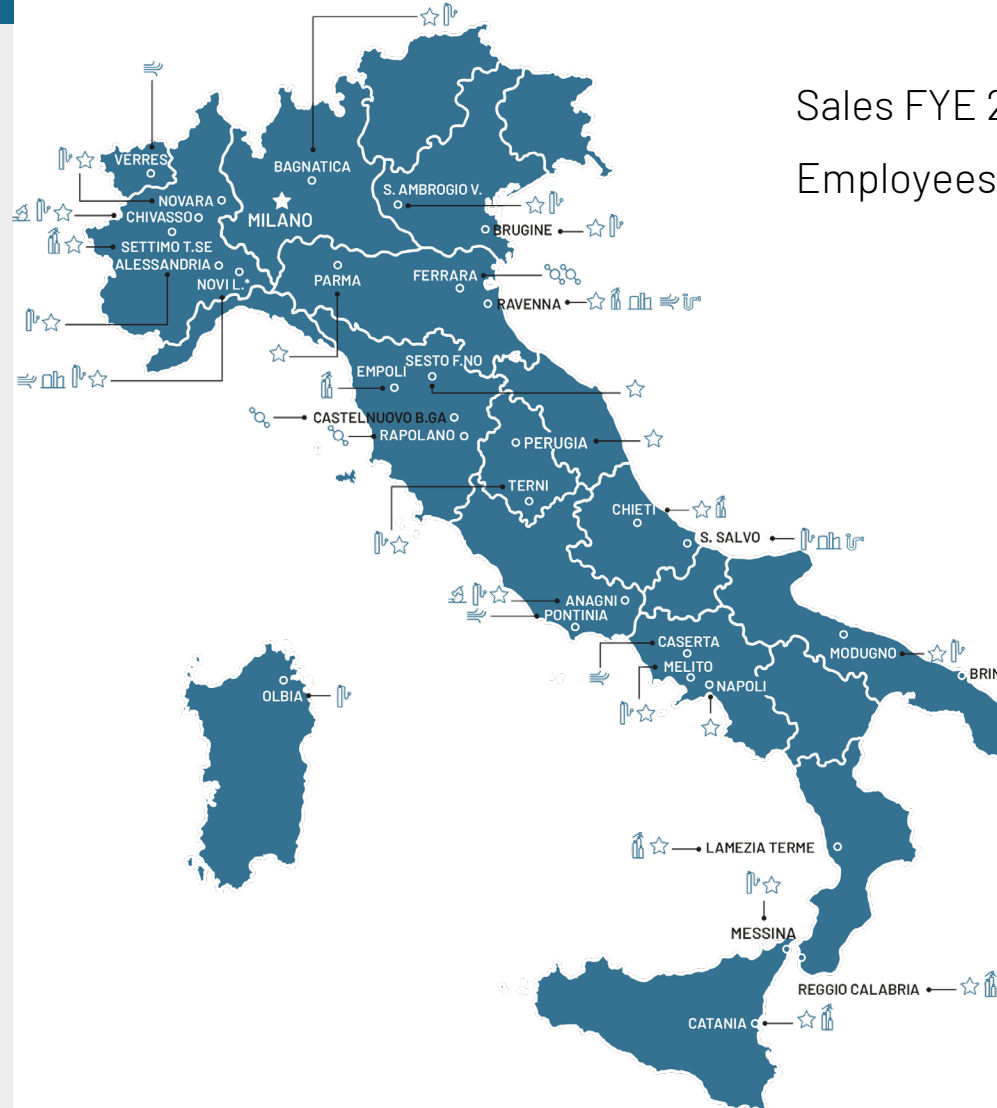 Sales FYE 2
Employees
VERRES
BAGNATICA
NOVARA
S. AMBROGIO V.
CHIVASSO
MILANO
BRUGINE
SETTIMO T.SE
ALESSANDRIA
NOVI L.*
PARMA
FERRARA
RAVENNA
SESTO F.NO
EMPOLI
CASTELNUOVO B.GA
RAPOLANO
PERUGIA
TERNI
CHIETI
S. SALVO
ANAGNI
PONTINIA
CASERTA
MODUGNO
MELITO
BRIN
NAPOLI
OLBIA
LAMEZIA TERME
MESSINA
REGGIO CALABRIA
CATANIA